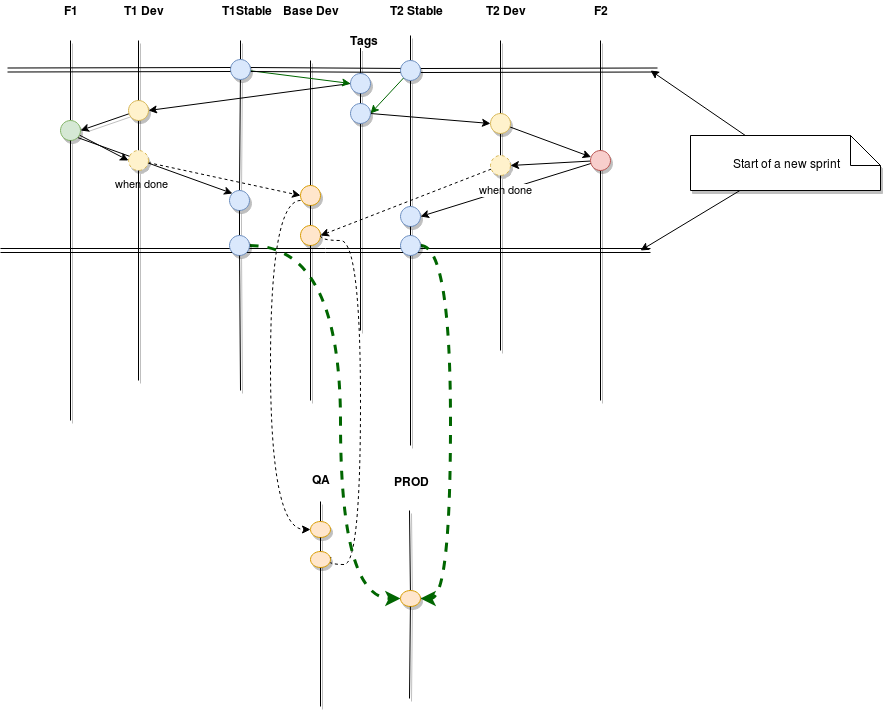 F1
T1 Dev
T1Stable
Base Dev
T2 Stable
T2 Dev
F2
Tags
Start of a new sprint
when done
when done
QA
PROD